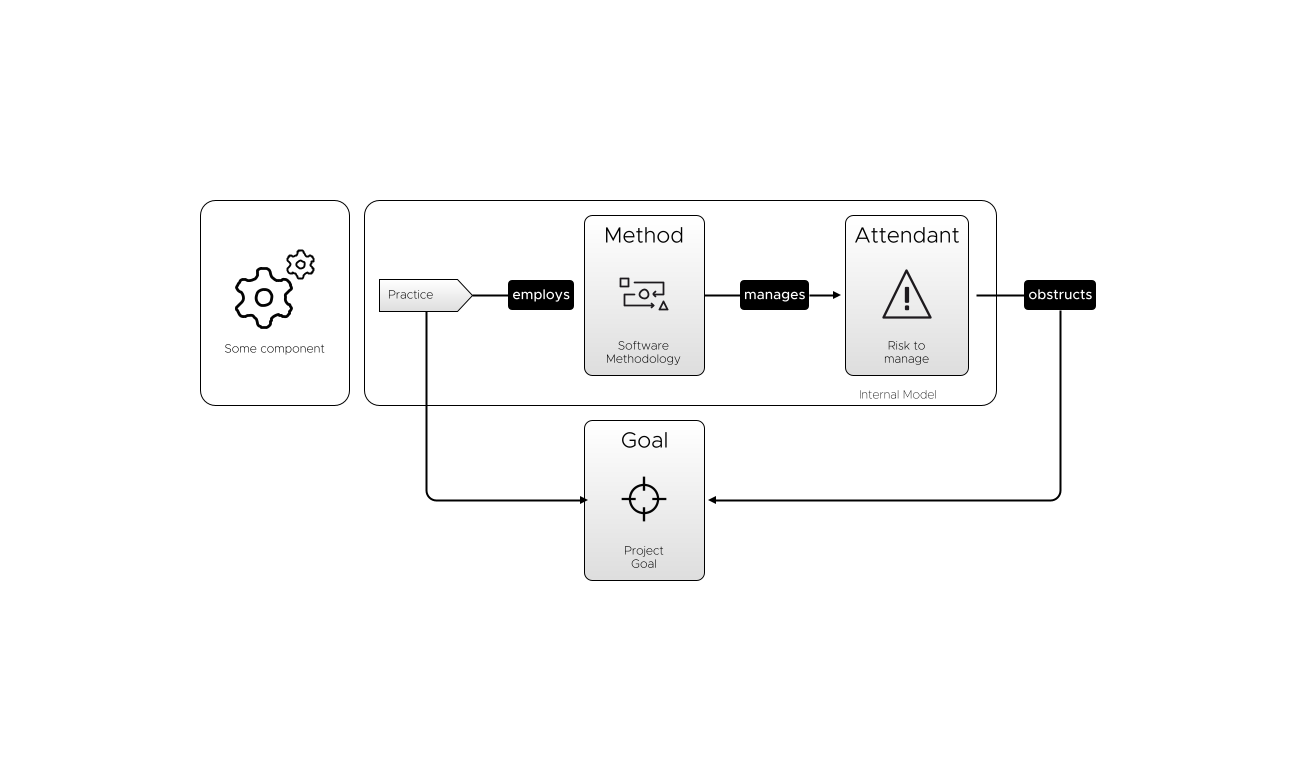 Method
Attendant
Practice
employs
manages
obstructs
Some component
Software
Methodology
Risk to
manage
Internal Model
Goal
Project
Goal